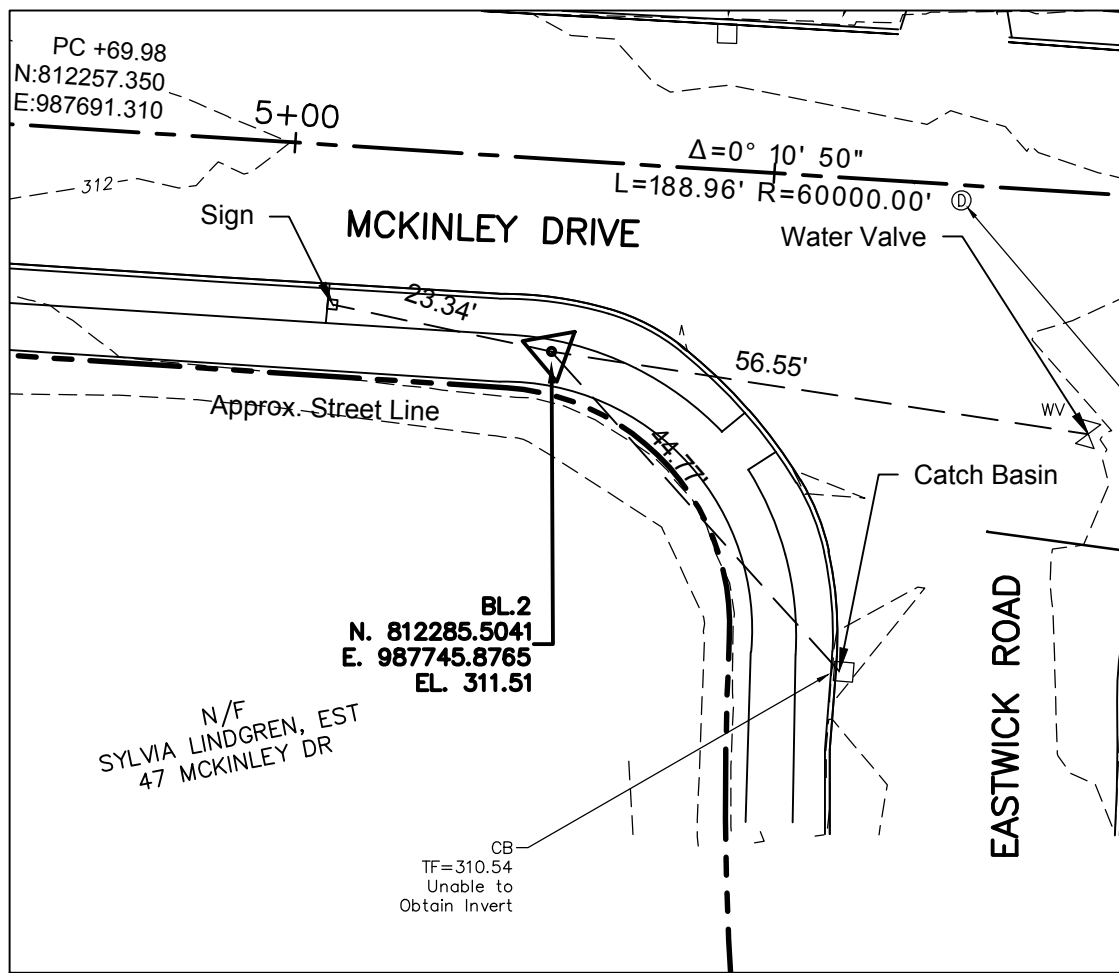 PC +69.98
N:812257.350
E:987691.310
5+00
Δ=0° 10' 50"
L=188.96' R=60000.00'
D
312
Sign
MCKINLEY DRIVE
Water Valve
23.34'
56.55'
WV
Approx. Street Line
44.77'
Catch Basin
BL.2
N. 812285.5041
E. 987745.8765
EL. 311.51
EASTWICK ROAD
N/F
SYLVIA LINDGREN, EST
47 MCKINLEY DR
CB
TF=310.54
Unable to
Obtain Invert